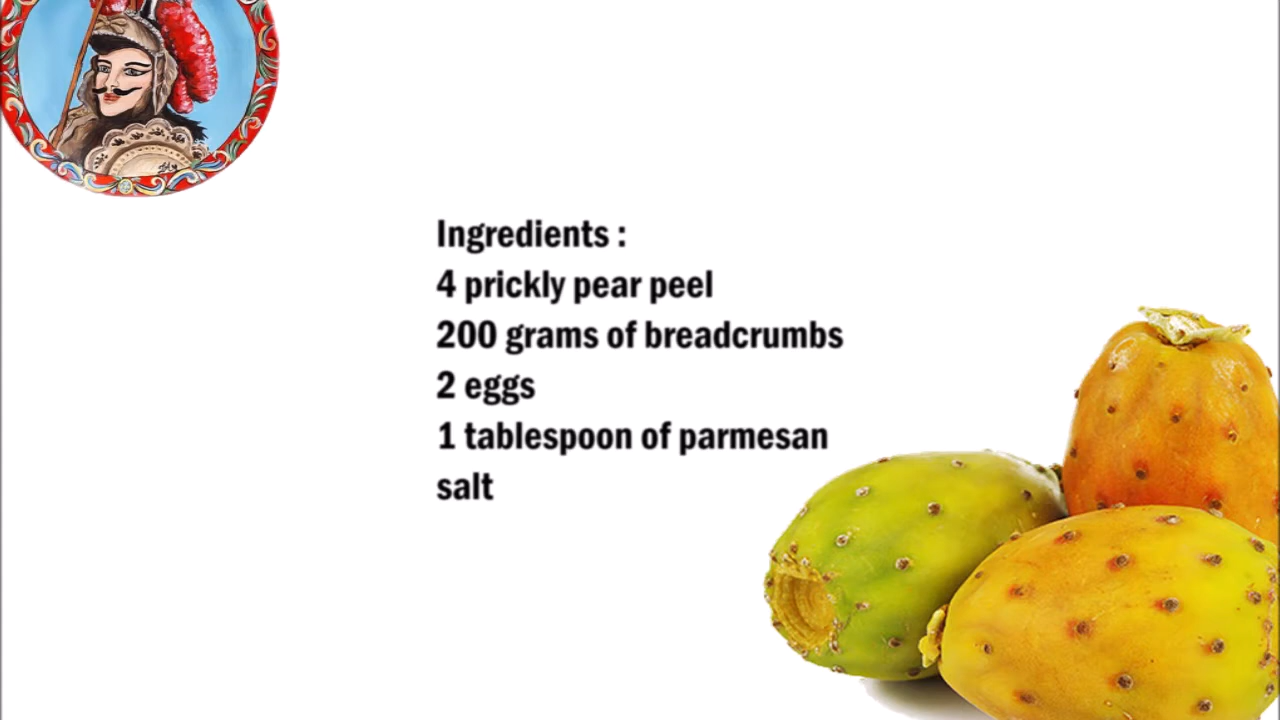 Ingredients :
4 prickly pear peel
200 grams of breadcrumbs
2 eggs
1 tablespoon of parmesan
salt